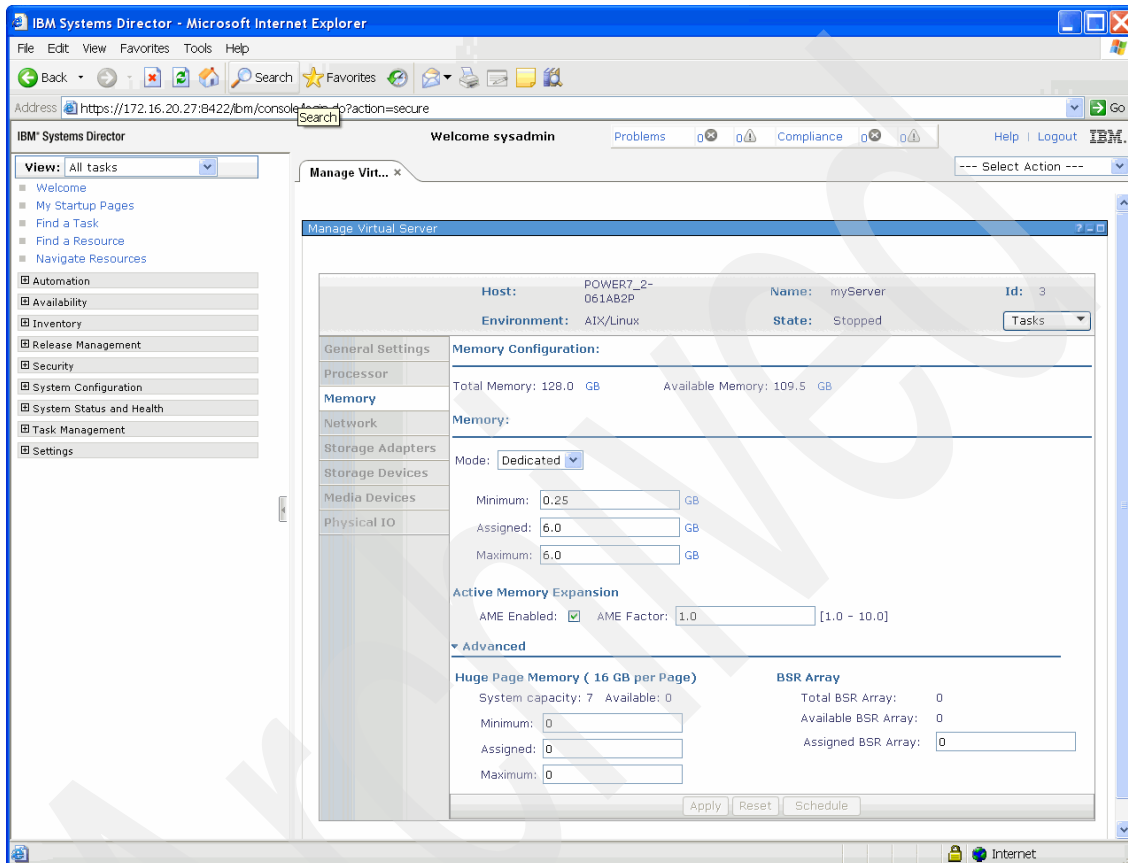 IBM Systems Director - Microsoft Internet Explorer
File Edit View Favorites Tools Help
Back Search Favorites
Address https://172.16.20.27:8422/ibm/console/login.do?action=secure Go
Search
IBM® Systems Director Welcome sysadmin Problems 0 0 Compliance 0 0 Help | Logout IBM.
View: All tasks
Manage Virt... × --- Select Action ---
Welcome
My Startup Pages
Find a Task
Find a Resource
Navigate Resources
Automation
Availability
Inventory
Release Management
Security
System Configuration
System Status and Health
Task Management
Settings
Manage Virtual Server
Host: POWER7_2-061AB2P Name: myServer Id: 3
Environment: AIX/Linux State: Stopped Tasks
General Settings
Processor
Memory
Network
Storage Adapters
Storage Devices
Media Devices
Physical IO
Memory Configuration:
Total Memory: 128.0 GB Available Memory: 109.5 GB
Memory:
Mode: Dedicated
Minimum: 0.25 GB
Assigned: 6.0 GB
Maximum: 6.0 GB
Active Memory Expansion
AME Enabled: AME Factor: 1.0 [1.0 - 10.0]
Advanced
Huge Page Memory ( 16 GB per Page)
System capacity: 7 Available: 0
Minimum: 0
Assigned: 0
Maximum: 0
BSR Array
Total BSR Array: 0
Available BSR Array: 0
Assigned BSR Array: 0
Apply Reset Schedule
Internet
Archived